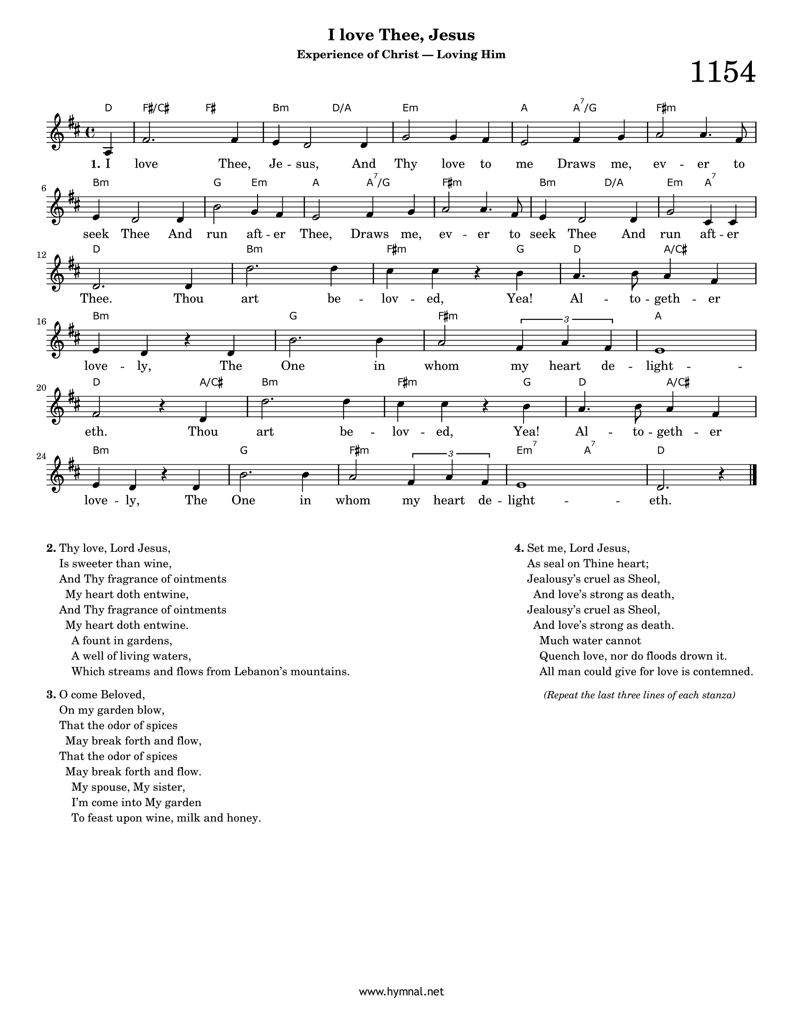 I love Thee, Jesus
Experience of Christ — Loving Him
1154
D F♯/C♯ F♯ Bm D/A Em A A7/G F♯m
1. I love Thee, Je - sus, And Thy love to me Draws me, ev - er to
6
Bm G Em A A7/G F♯m Bm D/A Em A7
seek Thee And run aft - er Thee, Draws me, ev - er to seek Thee And run aft - er
12
D Bm F♯m G D A/C♯
Thee. Thou art be - lov - ed, Yea! Al - to - geth - er
16
Bm G F♯m 3 A
love - ly, The One in whom my heart de - light - -
20
D A/C♯ Bm F♯m G D A/C♯
eth. Thou art be - lov - ed, Yea! Al - to - geth - er
24
Bm G F♯m 3 Em7 A7 D
love - ly, The One in whom my heart de - light - - eth.
2. Thy love, Lord Jesus,
Is sweeter than wine,
And Thy fragrance of ointments
My heart doth entwine,
And Thy fragrance of ointments
My heart doth entwine.
A fount in gardens,
A well of living waters,
Which streams and flows from Lebanon's mountains.
3. O come Beloved,
On my garden blow,
That the odor of spices
May break forth and flow,
That the odor of spices
May break forth and flow.
My spouse, My sister,
I'm come into My garden
To feast upon wine, milk and honey.
4. Set me, Lord Jesus,
As seal on Thine heart;
Jealousy's cruel as Sheol,
And love's strong as death,
Jealousy's cruel as Sheol,
And love's strong as death.
Much water cannot
Quench love, nor do floods drown it.
All man could give for love is contemned.
(Repeat the last three lines of each stanza)
www.hymnal.net